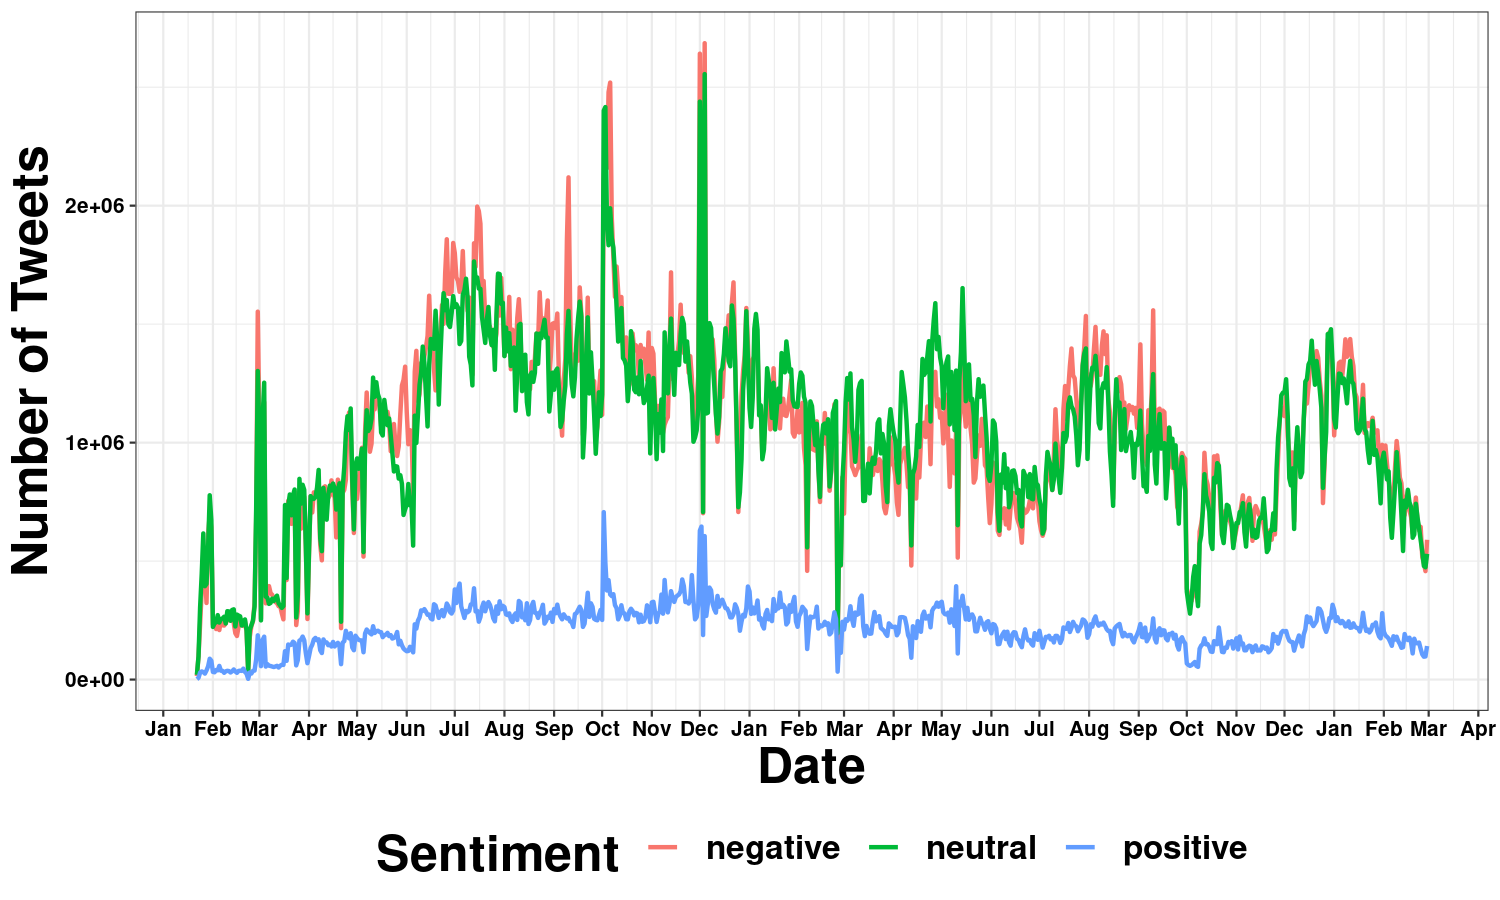 Number of Tweets
2e+06
1e+06
0e+00
Jan Feb Mar Apr May Jun Jul Aug Sep Oct Nov Dec Jan Feb Mar Apr May Jun Jul Aug Sep Oct Nov Dec Jan Feb Mar Apr
Date
Sentiment negative neutral positive